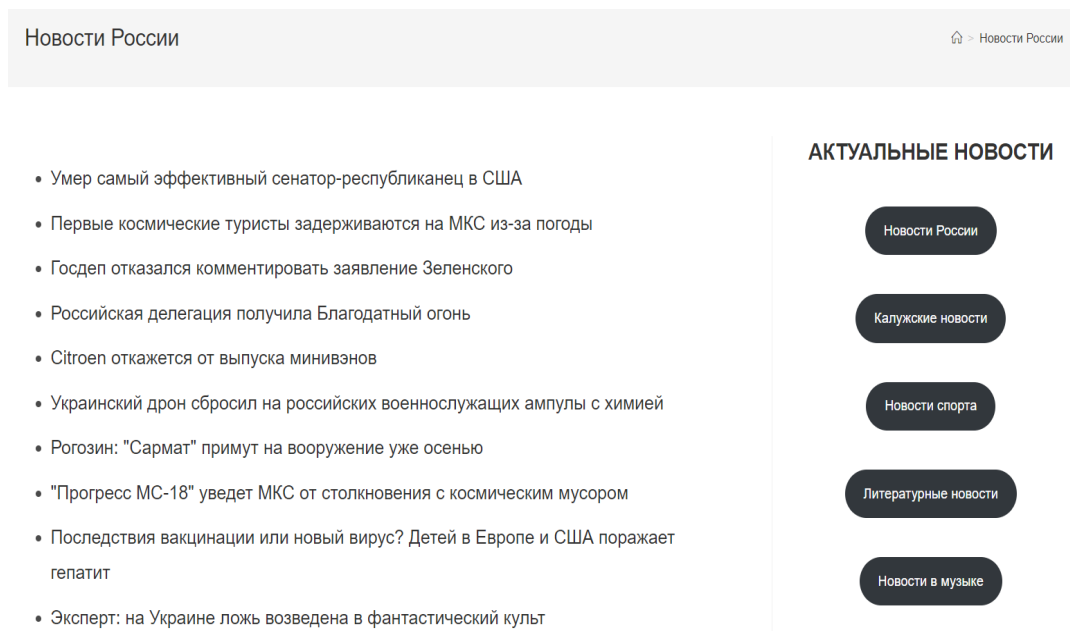 Новости России
> Новости России
Умер самый эффективный сенатор-республиканец в США
Первые космические туристы задерживаются на МКС из-за погоды
Госдеп отказался комментировать заявление Зеленского
Российская делегация получила Благодатный огонь
Citroen откажется от выпуска минивэнов
Украинский дрон сбросил на российских военнослужащих ампулы с химией
Рогозин: "Сармат" примут на вооружение уже осенью
"Прогресс МС-18" уведет МКС от столкновения с космическим мусором
Последствия вакцинации или новый вирус? Детей в Европе и США поражает
гепатит
Эксперт: на Украине ложь возведена в фантастический культ
АКТУАЛЬНЫЕ НОВОСТИ
Новости России
Калужские новости
Новости спорта
Литературные новости
Новости в музыке